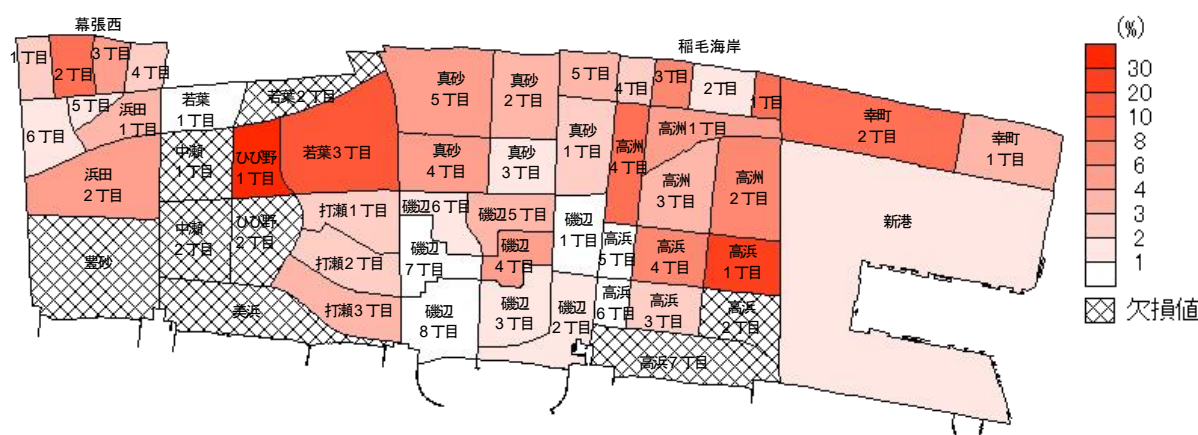 幕張西
1丁目
2丁目
3丁目
4丁目
5丁目
6丁目
浜田
1丁目
浜田
2丁目
豊砂
若葉
1丁目
若葉2丁目
若葉3丁目
中瀬
1丁目
中瀬
2丁目
ひび野
1丁目
ひび野
2丁目
美浜
打瀬1丁目
打瀬2丁目
打瀬3丁目
真砂
5丁目
真砂
2丁目
真砂
4丁目
真砂
3丁目
真砂
1丁目
磯辺6丁目
磯辺5丁目
磯辺
7丁目
磯辺
4丁目
磯辺
1丁目
磯辺
8丁目
磯辺
3丁目
磯辺
2丁目
稲毛海岸
5丁目
4丁目
3丁目
2丁目
1丁目
高洲1丁目
高洲
4丁目
高洲
3丁目
高洲
2丁目
高浜
5丁目
高浜
4丁目
高浜
1丁目
高浜
6丁目
高浜
3丁目
高浜
2丁目
高浜7丁目
幸町
2丁目
幸町
1丁目
新港
(%)
30
20
10
8
6
4
3
2
1
欠損値